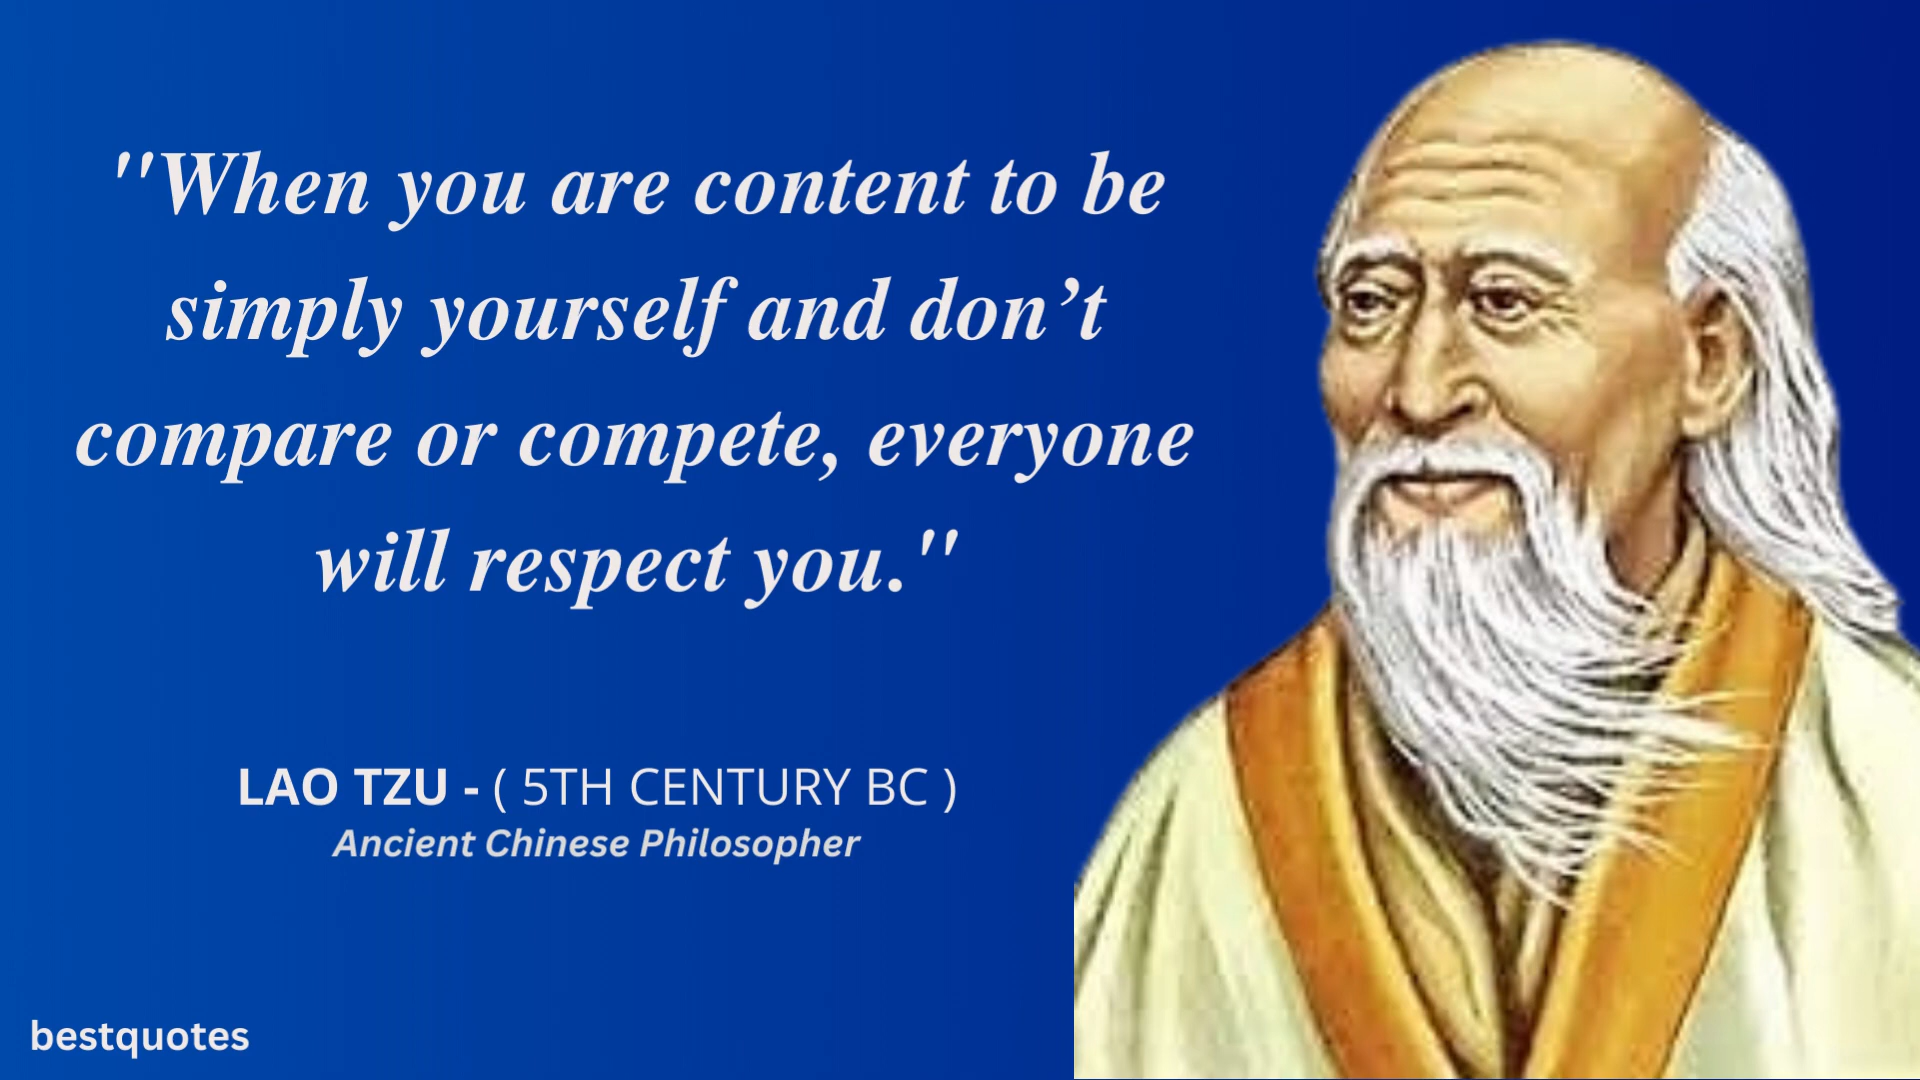 "When you are content to be
simply yourself and don’t
compare or compete, everyone
will respect you."
LAO TZU - ( 5TH CENTURY BC )
Ancient Chinese Philosopher
bestquotes